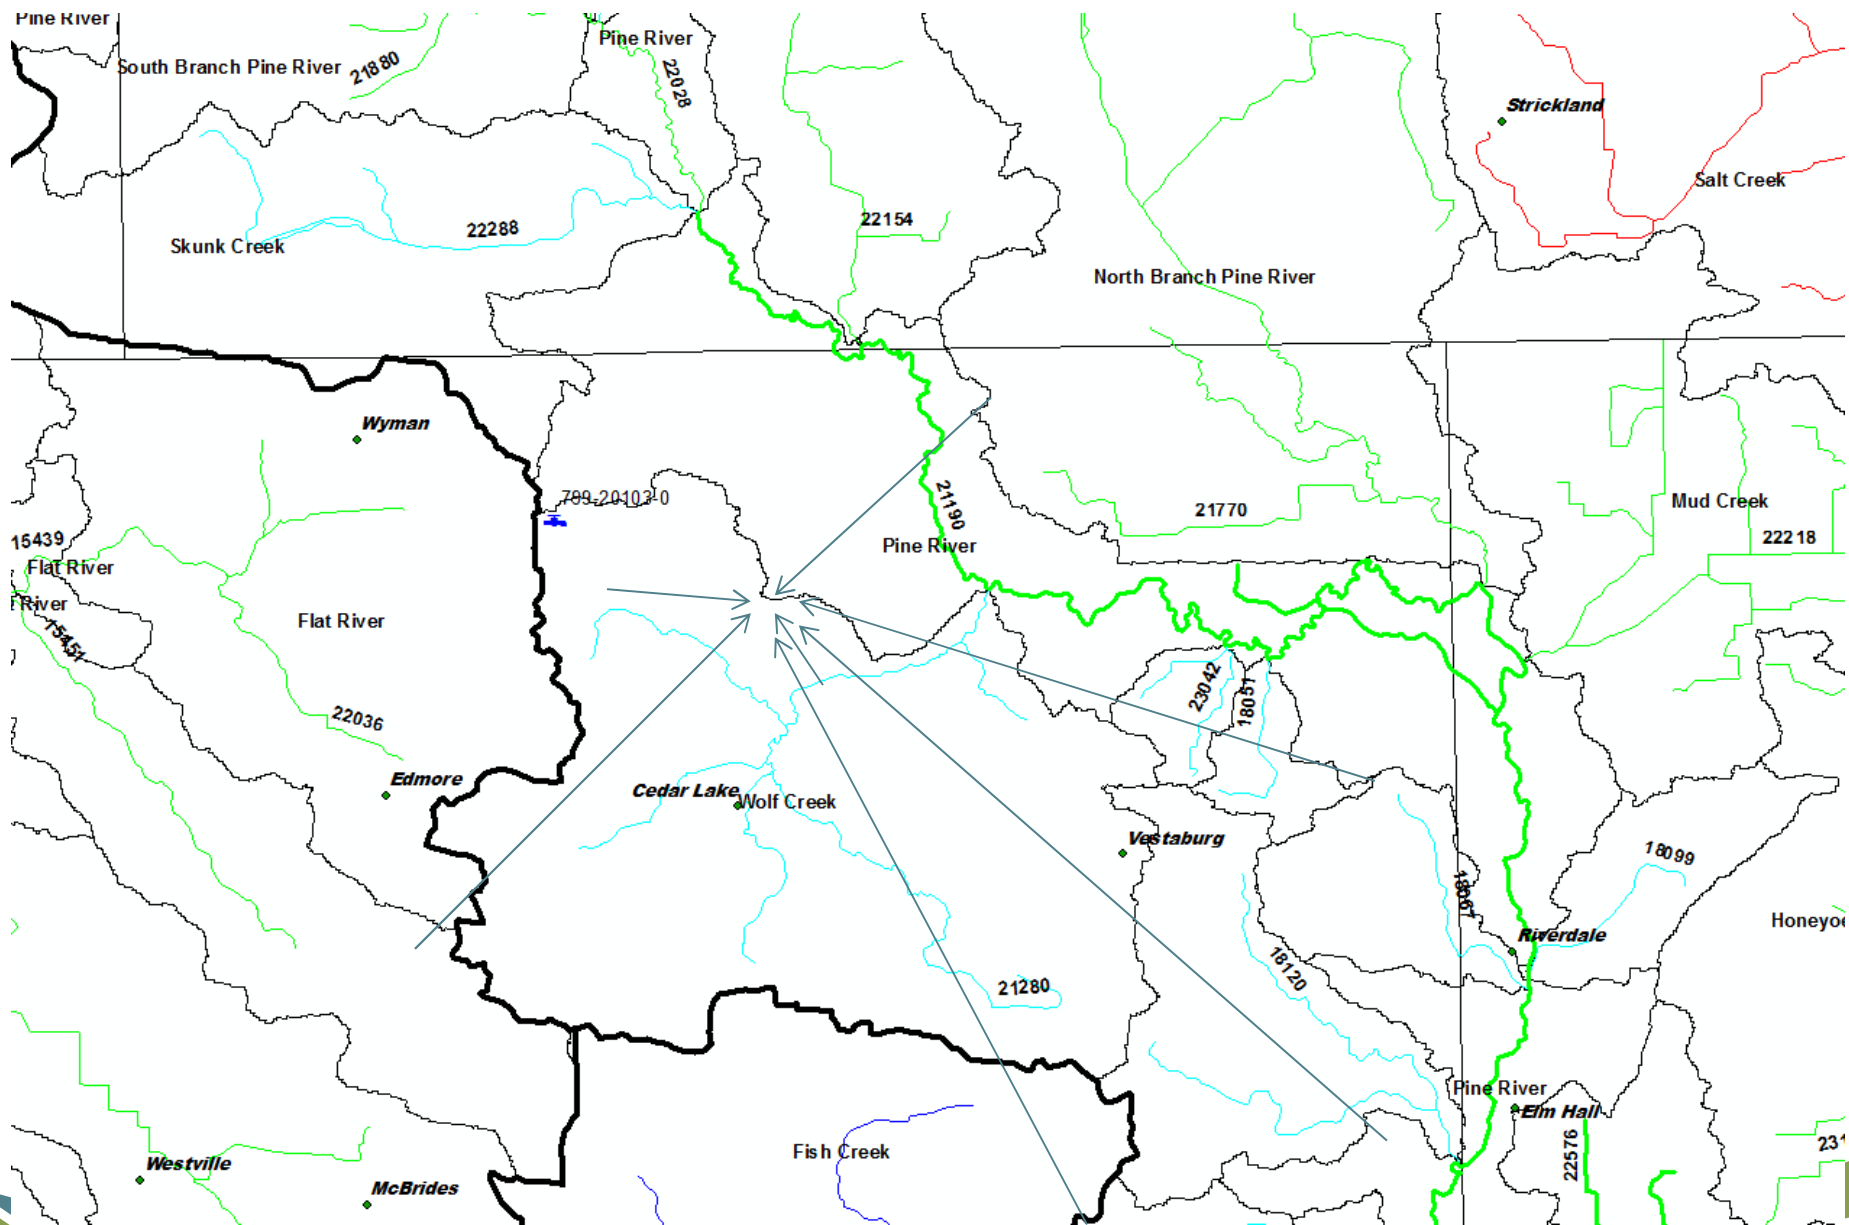 Pine River
Pine River
South Branch Pine River
21880
22028
Strickland
Salt Creek
22154
22288
Skunk Creek
North Branch Pine River
Wyman
789-20103-0
21190
21770
Mud Creek
22218
15439
Pine River
Flat River
River
Flat River
15451
23042
18051
22036
Edmore
Cedar Lake
Wolf Creek
Vestaburg
18099
18067
Honeyoe
Riverdale
18120
21280
Pine River
Elm Hall
22576
231
Fish Creek
Westville
McBrides